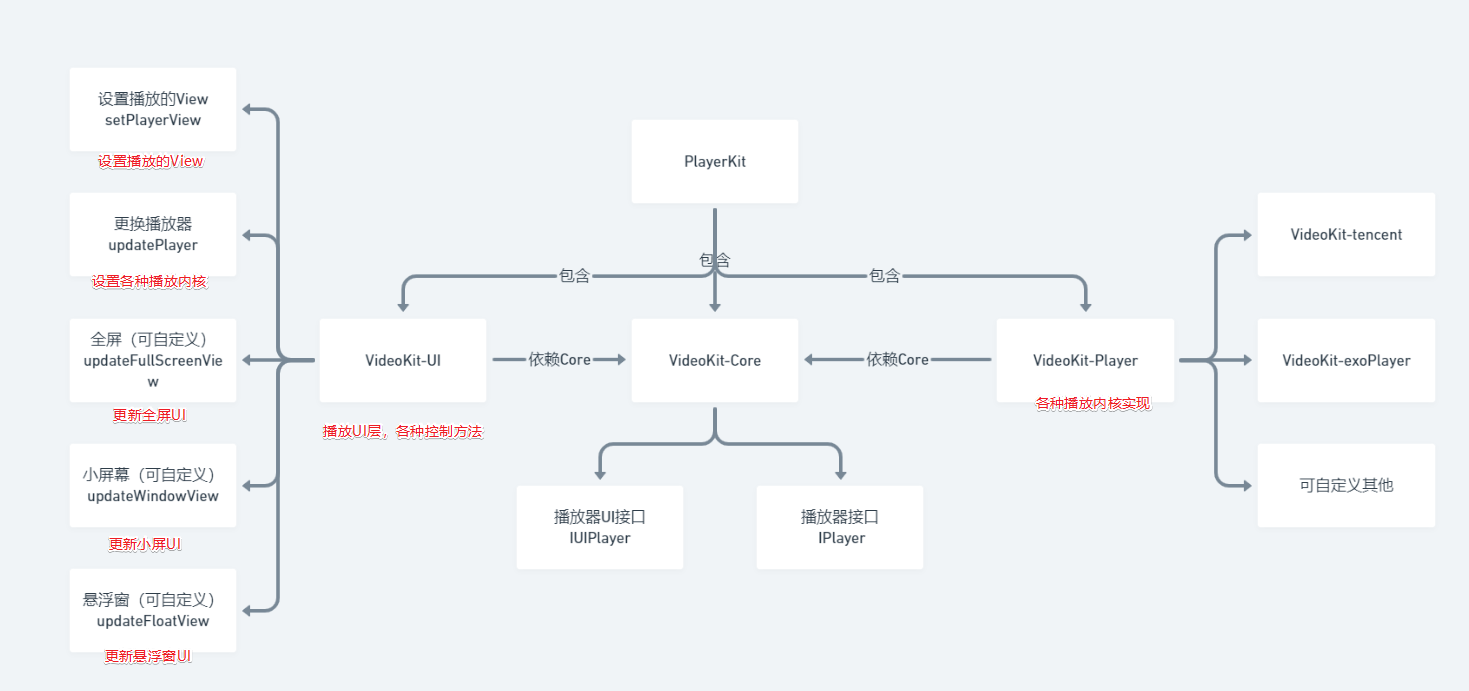 设置播放的View
setPlayerView
设置播放的View
更换播放器
updatePlayer
设置各种播放内核
全屏（可自定义）
updateFullScreenVie
w
更新全屏UI
小屏幕（可自定义）
updateWindowView
更新小屏UI
悬浮窗（可自定义）
updateFloatView
更新悬浮窗UI
PlayerKit
包含
包含
包含
VideoKit-UI
播放UI层，各种控制方法
依赖Core
VideoKit-Core
依赖Core
VideoKit-Player
各种播放内核实现
播放器UI接口
IUIPlayer
播放器接口
IPlayer
VideoKit-tencent
VideoKit-exoPlayer
可自定义其他